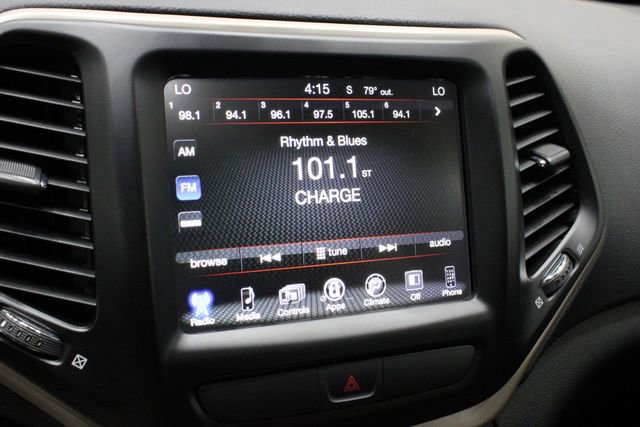 LO 4:15 S 79° out. LO
1 2 3 4 5 6
98.1 94.1 96.1 97.5 105.1 94.1 >
AM
Rhythm & Blues
FM
101.1 ST
CHARGE
browse tune audio
Radio Media Controls Apps Climate Off Phone